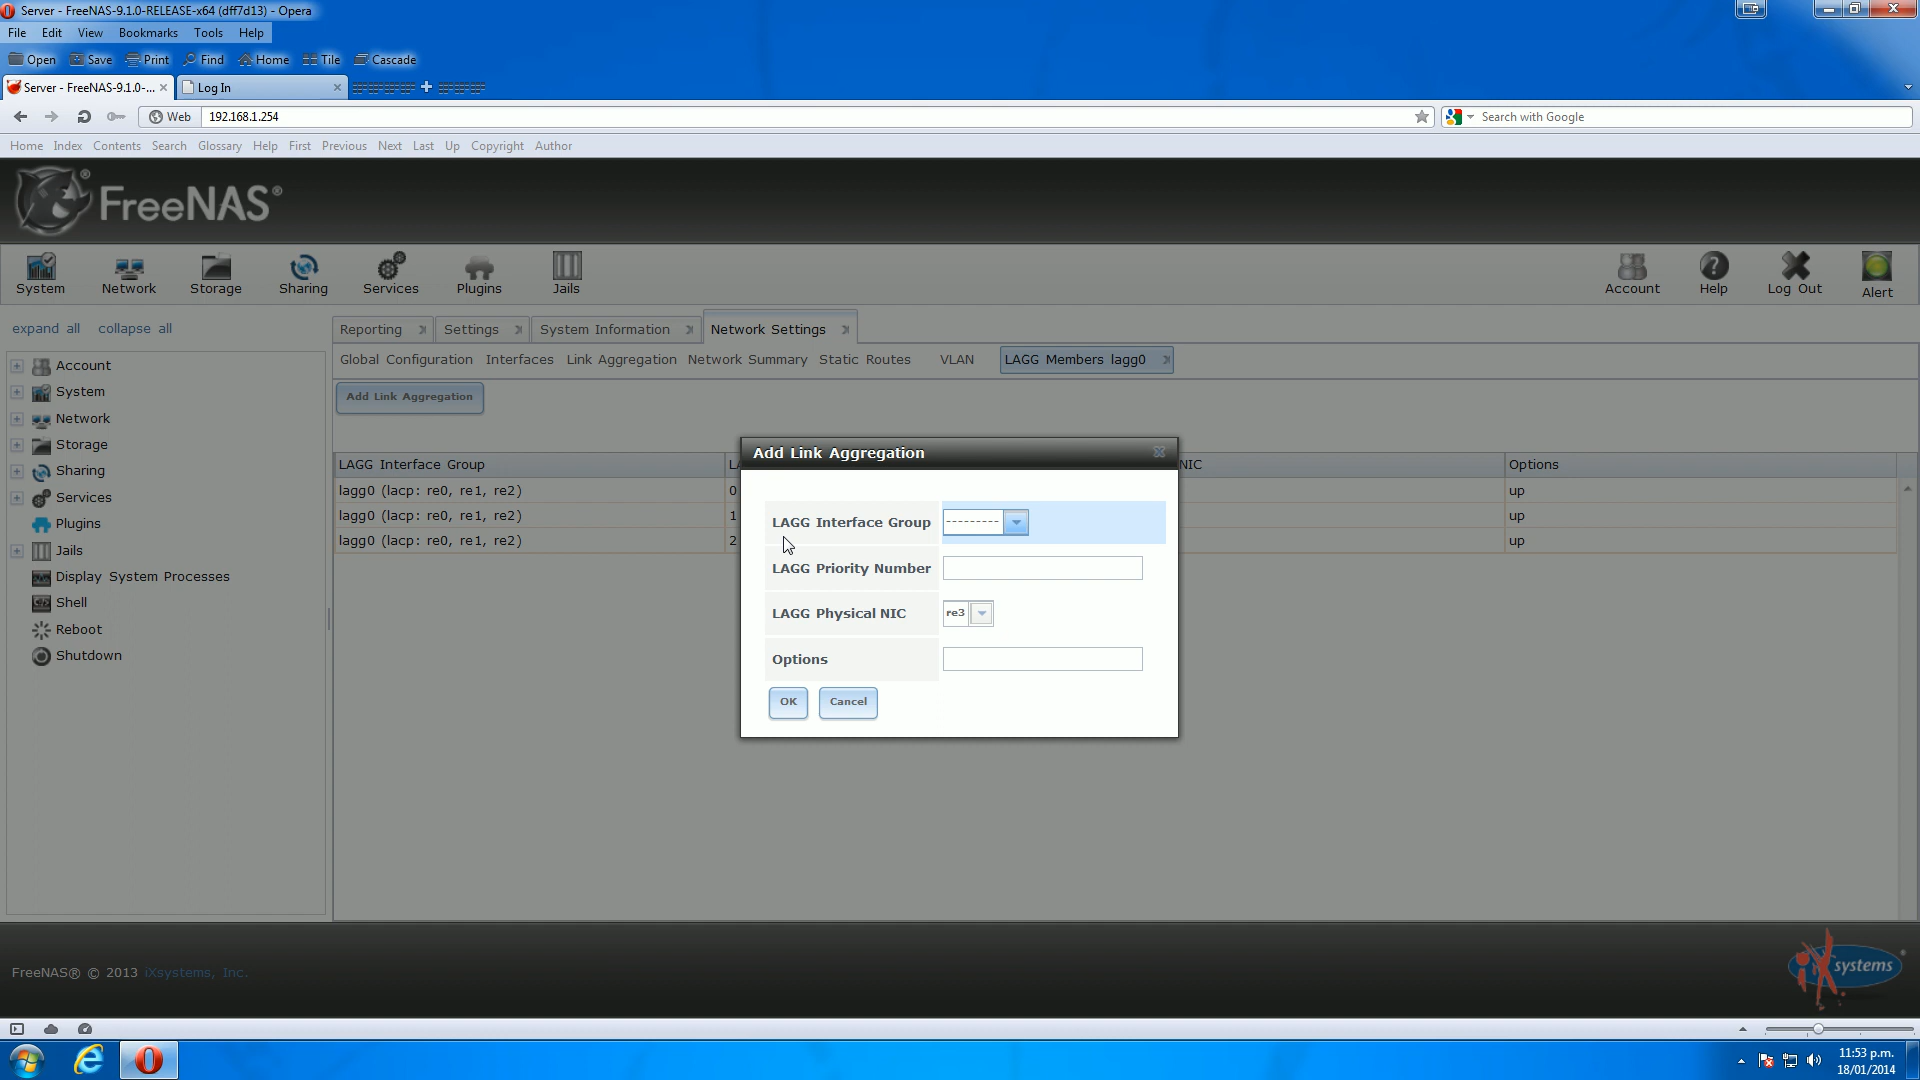 Server - FreeNAS-9.1.0-RELEASE-x64 (dff7d13) - Opera
File Edit View Bookmarks Tools Help
Open Save Print Find Home Tile Cascade
Server - FreeNAS-9.1.0-... Log In
Web 192.168.1.254 Search with Google
Home Index Contents Search Glossary Help First Previous Next Last Up Copyright Author
FreeNAS®
System Network Storage Sharing Services Plugins Jails Account Help Log Out Alert
expand all collapse all
Reporting Settings System Information Network Settings
Global Configuration Interfaces Link Aggregation Network Summary Static Routes VLAN LAGG Members lagg0
Add Link Aggregation
Account
System
Network
Storage
Sharing
Services
Plugins
Jails
Display System Processes
Shell
Reboot
Shutdown
LAGG Interface Group NIC Options
lagg0 (lacp: re0, re1, re2) 0 up
lagg0 (lacp: re0, re1, re2) 1 up
lagg0 (lacp: re0, re1, re2) 2 up
Add Link Aggregation
LAGG Interface Group ---------
LAGG Priority Number
LAGG Physical NIC re3
Options
OK Cancel
FreeNAS® © 2013 iXsystems, Inc.
iX systems
11:53 p.m.
18/01/2014